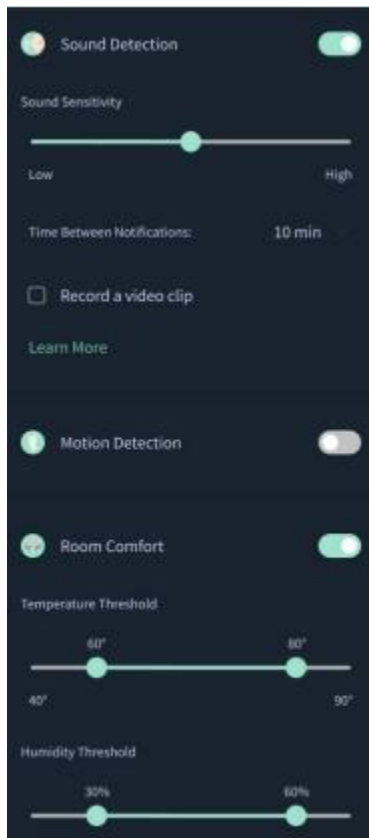 Sound Detection
Sound Sensitivity
Low High
Time Between Notifications: 10 min
Record a video clip
Learn More
Motion Detection
Room Comfort
Temperature Threshold
60° 80°
40° 90°
Humidity Threshold
30% 60%